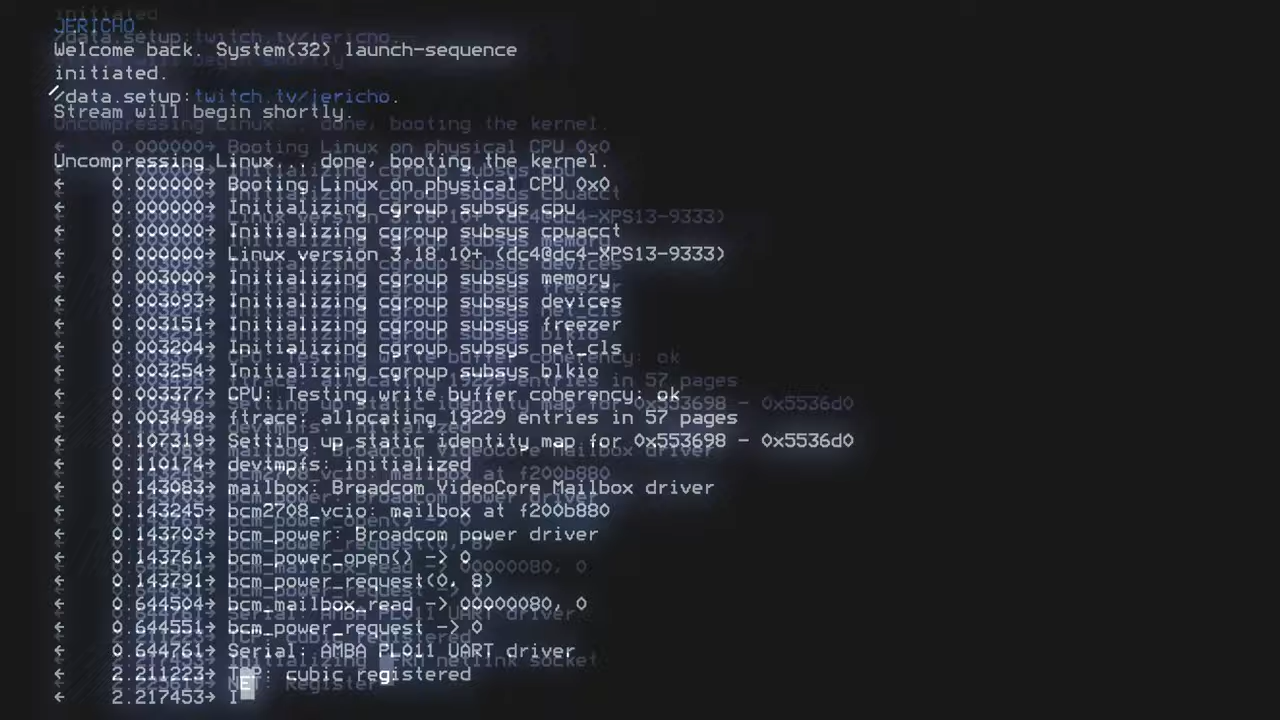 JERICHO
Welcome back. System(32) launch-sequence
initiated.
/data.setup:twitch.tv/jericho.
Stream will begin shortly.
Uncompressing Linux... done, booting the kernel.
← 0.000000→ Booting Linux on physical CPU 0x0
← 0.000000→ Initializing cgroup subsys cpu
← 0.000000→ Initializing cgroup subsys cpuacct
← 0.000000→ Linux version 3.18.10+ (dc4@dc4-XPS13-9333)
← 0.003000→ Initializing cgroup subsys memory
← 0.003093→ Initializing cgroup subsys devices
← 0.003151→ Initializing cgroup subsys freezer
← 0.003204→ Initializing cgroup subsys net_cls
← 0.003254→ Initializing cgroup subsys blkio
← 0.003377→ CPU: Testing write buffer coherency: ok
← 0.003498→ ftrace: allocating 19229 entries in 57 pages
← 0.107319→ Setting up static identity map for 0x553698 - 0x5536d0
← 0.110174→ devtmpfs: initialized
← 0.143083→ mailbox: Broadcom VideoCore Mailbox driver
← 0.143245→ bcm2708_vcio: mailbox at f200b880
← 0.143703→ bcm_power: Broadcom power driver
← 0.143761→ bcm_power_open() -> 0
← 0.143791→ bcm_power_request(0, 8)
← 0.644504→ bcm_mailbox_read -> 00000080, 0
← 0.644551→ bcm_power_request -> 0
← 0.644761→ Serial: AMBA PL011 UART driver
← 2.211223→ TCP: cubic registered
← 2.217453→ I